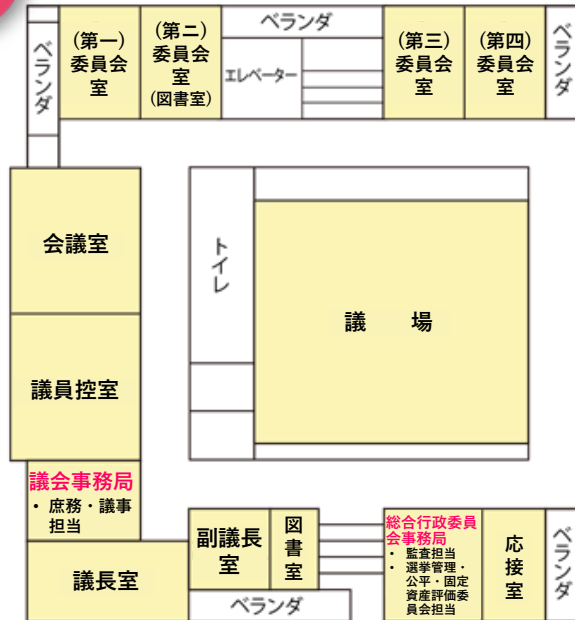 ベランダ
(第一)
委員会
室
(第二)
委員会
室
(図書室)
ベランダ
エレベーター
(第三)
委員会
室
(第四)
委員会
室
ベランダ
会議室
トイレ
議　場
議員控室
議会事務局
・ 庶務・議事
担当
議長室
副議長
室
図書室
ベランダ
総合行政委員
会事務局
・ 監査担当
・ 選挙管理・
公平・固定
資産評価委
員会担当
応接室
ベランダ